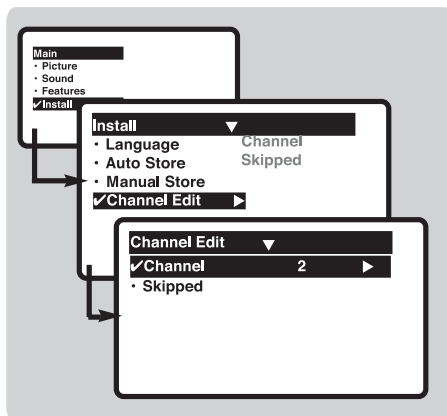 Main
· Picture
· Sound
· Features
✔Install
Install ▼
· Language Channel
· Auto Store Skipped
· Manual Store
✔Channel Edit ▶
Channel Edit ▼
✔Channel 2 ▶
· Skipped